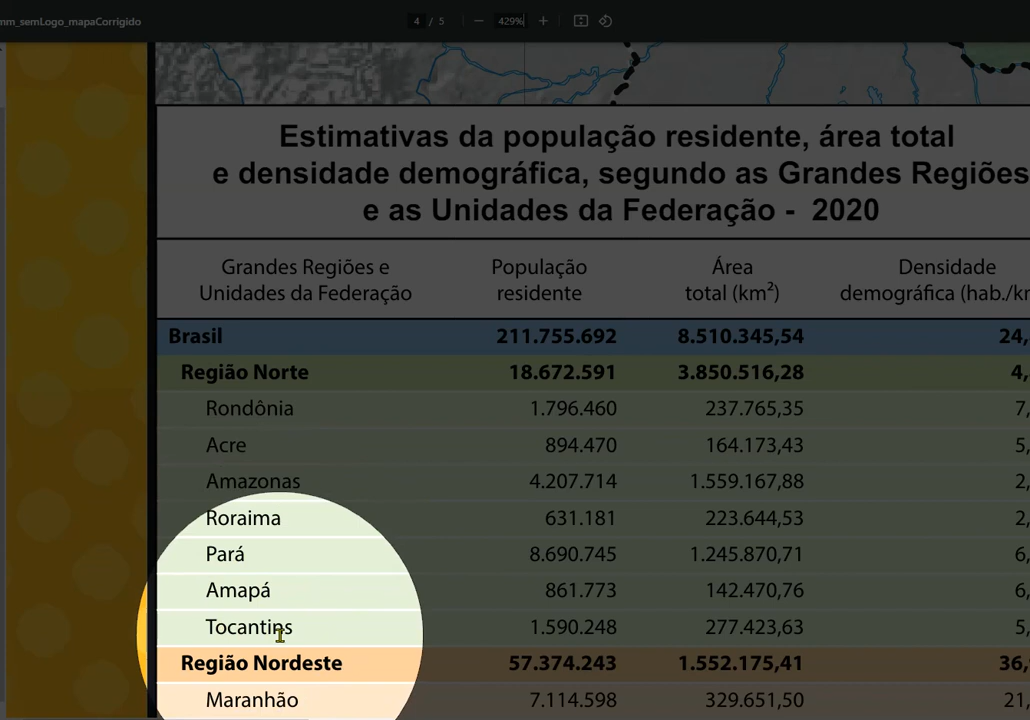 mm_semLogo_mapaCorrigido 4 / 5 429%
Estimativas da população residente, área total
e densidade demográfica, segundo as Grandes Regiões
e as Unidades da Federação - 2020
Grandes Regiões e População Área Densidade
Unidades da Federação residente total (km²) demográfica (hab./k
Brasil 211.755.692 8.510.345,54 24,
Região Norte 18.672.591 3.850.516,28 4,
Rondônia 1.796.460 237.765,35 7,
Acre 894.470 164.173,43 5,
Amazonas 4.207.714 1.559.167,88 2,
Roraima 631.181 223.644,53 2,
Pará 8.690.745 1.245.870,71 6,
Amapá 861.773 142.470,76 6,
Tocantins 1.590.248 277.423,63 5,
Região Nordeste 57.374.243 1.552.175,41 36,
Maranhão 7.114.598 329.651,50 21,